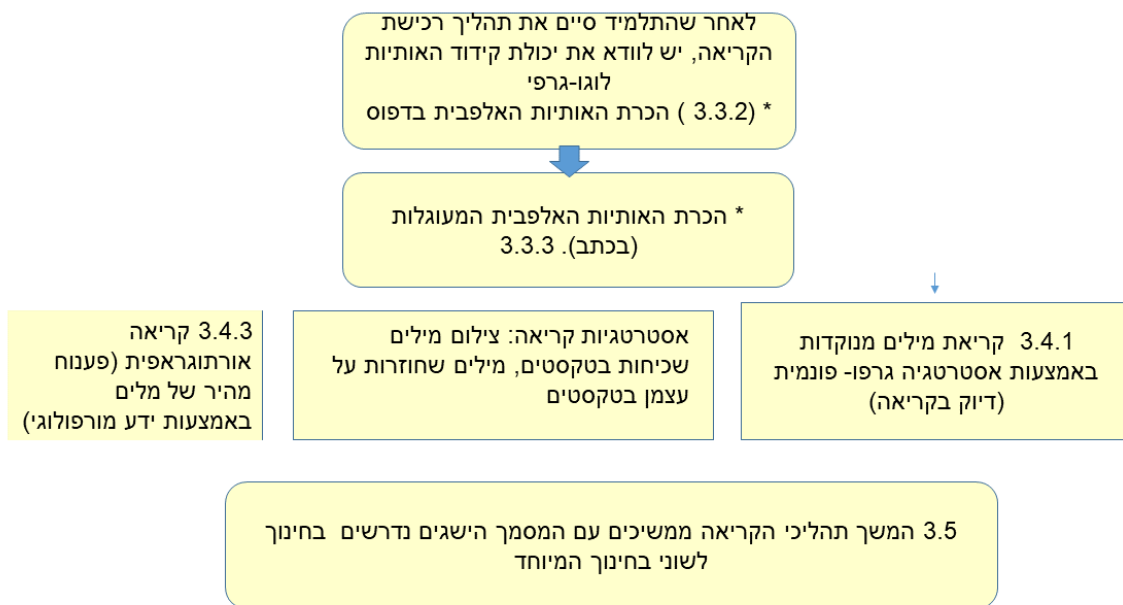 לאחר שהתלמיד סיים את תהליך רכישת
הקריאה, יש לוודא את יכולת קידוד האותיות
לוגו-גרפי
* (3.3.2 ) הכרת האותיות האלפבית בדפוס
* הכרת האותיות האלפבית המעוגלות
(בכתב). 3.3.3
3.4.1 קריאת מילים מנוקדות
באמצעות אסטרטגיה גרפו- פונמית
(דיוק בקריאה)
אסטרטגיות קריאה: צילום מילים
שכיחות בטקסטים, מילים שחוזרות על
עצמן בטקסטים
3.4.3 קריאה
אורתוגראפית (פענוח
מהיר של מלים
באמצעות ידע מורפולוגי)
3.5 המשך תהליכי הקריאה ממשיכים עם המסמך הישגים נדרשים בחינוך
לשוני בחינוך המיוחד